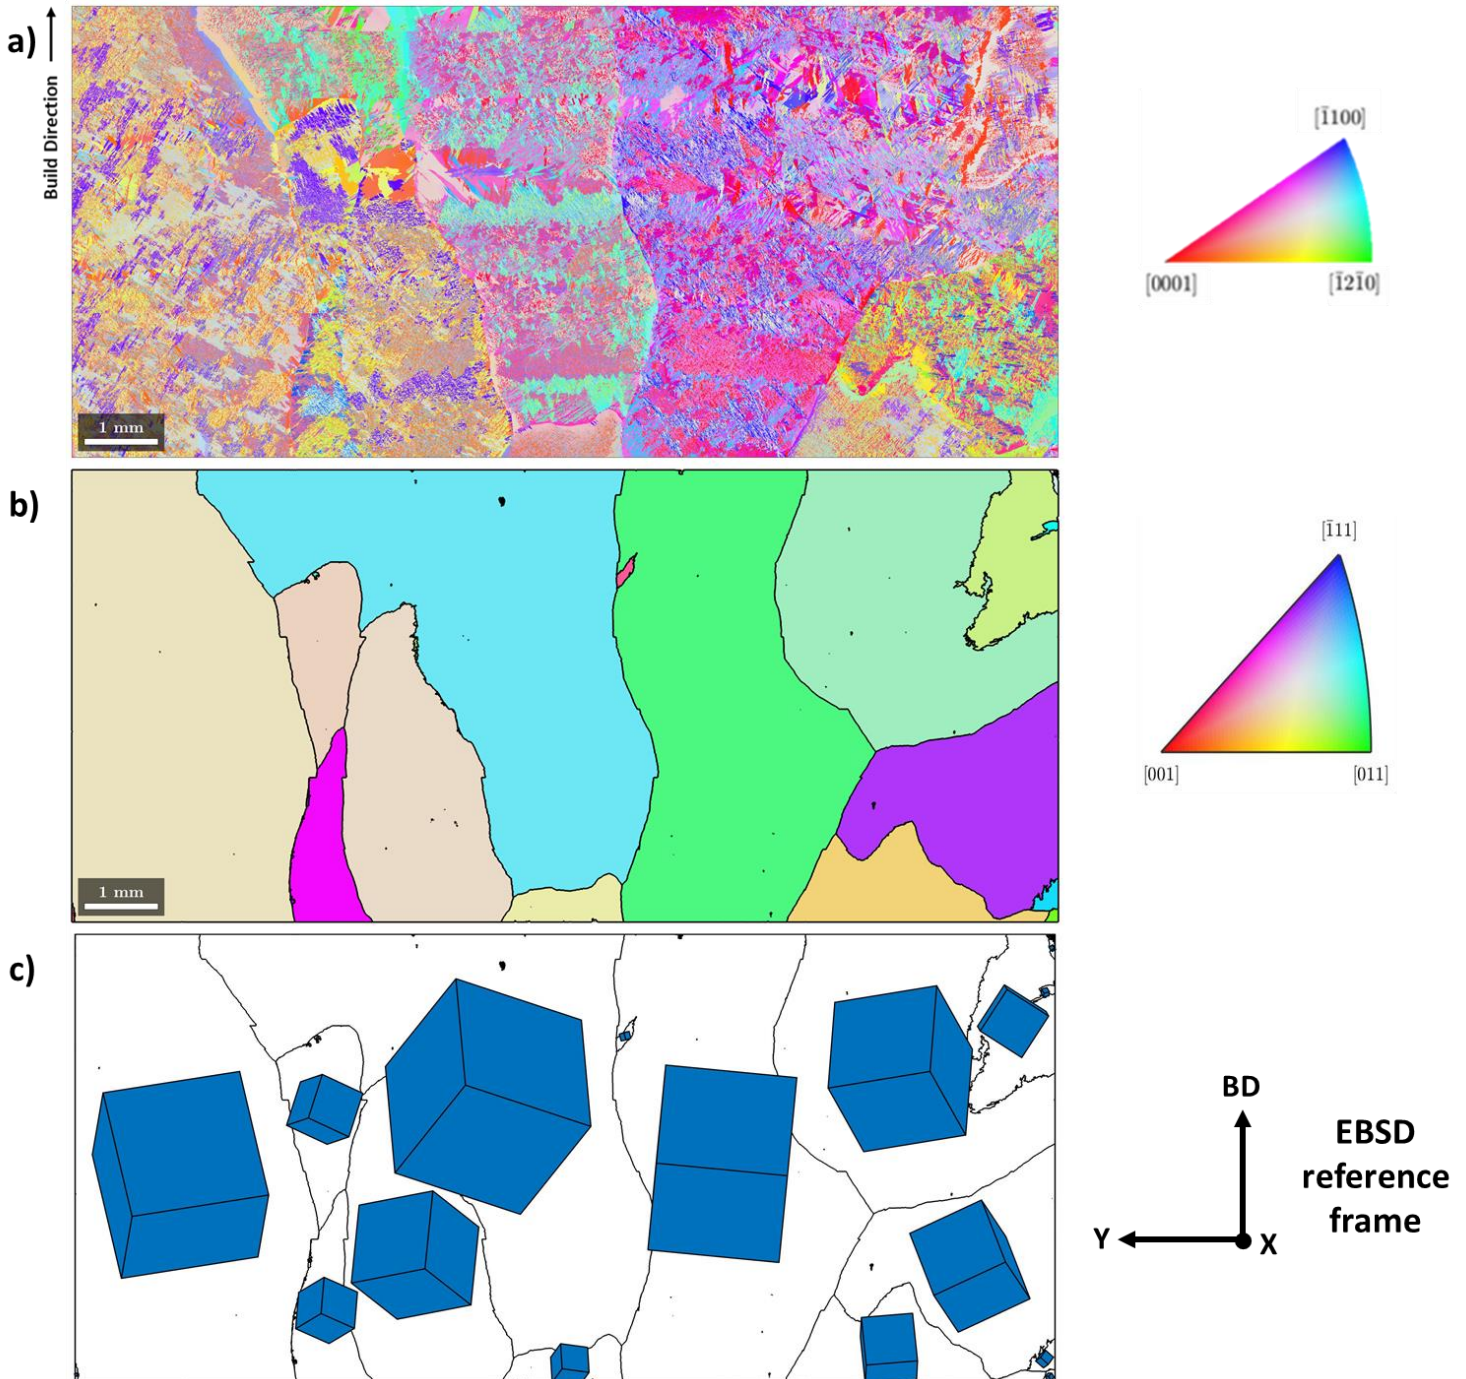 a)
Build Direction
1 mm
[1̅100]
[0001]
[1̅21̅0]
b)
1 mm
[1̅11]
[001]
[011]
c)
BD
Y
X
EBSD
reference
frame